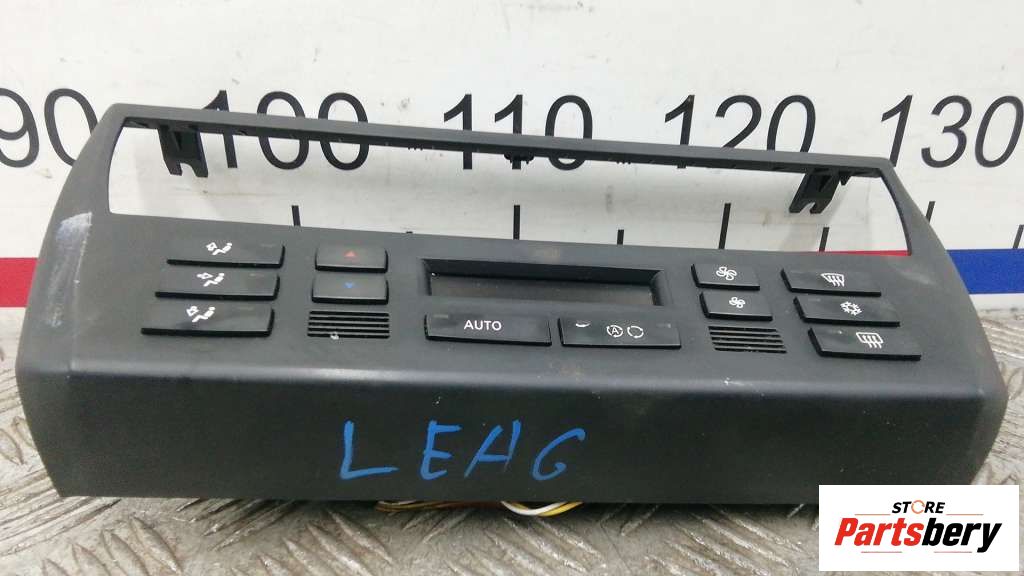 90 100 110 120 130
AUTO
A
LEHG
STORE
Partsbery